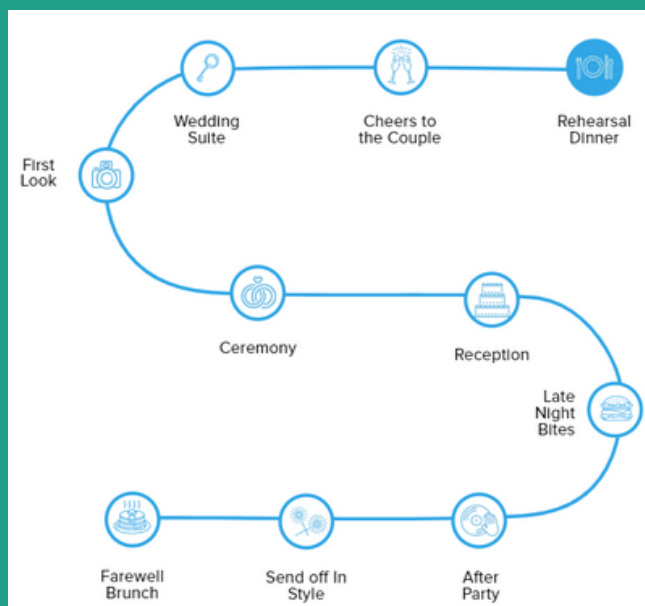 Wedding
Suite
Cheers to
the Couple
Rehearsal
Dinner
First
Look
Ceremony
Reception
Late
Night
Bites
Farewell
Brunch
Send off In
Style
After
Party